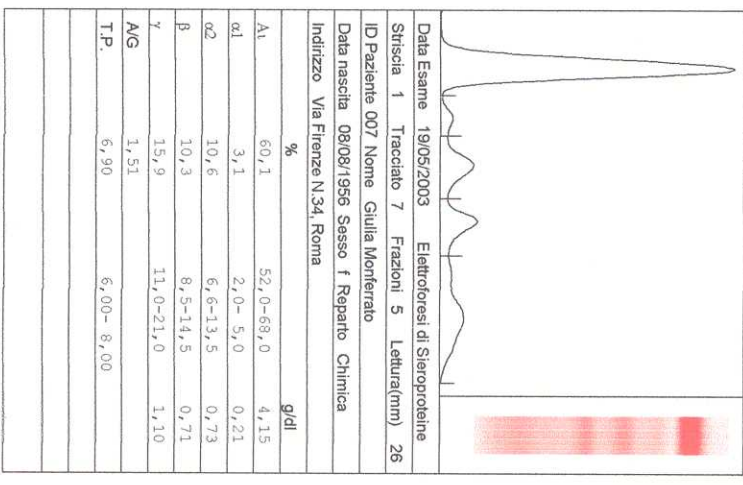 Data Esame 19/05/2003 Elettroforesi di Sieroproteine
Striscia 1 Tracciato 7 Frazioni 5 Lettura(mm) 26
ID Paziente 007 Nome Giulia Monferrato
Data nascita 08/08/1956 Sesso f Reparto Chimica
Indirizzo Via Firenze N.34, Roma
% g/dl
Aι 60,1 52,0-68,0 4,15
α1 3,1 2,0- 5,0 0,21
α2 10,6 6,6-13,5 0,73
β 10,3 8,5-14,5 0,71
γ 15,9 11,0-21,0 1,10
A/G 1,51
T.P. 6,90 6,00- 8,00